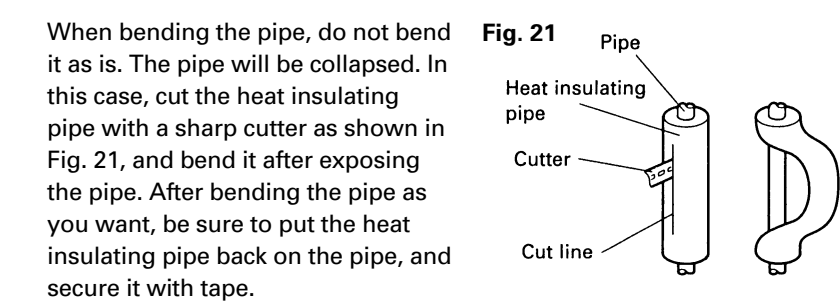 When bending the pipe, do not bend
it as is. The pipe will be collapsed. In
this case, cut the heat insulating
pipe with a sharp cutter as shown in
Fig. 21, and bend it after exposing
the pipe. After bending the pipe as
you want, be sure to put the heat
insulating pipe back on the pipe, and
secure it with tape.
Fig. 21
Pipe
Heat insulating
pipe
Cutter
Cut line